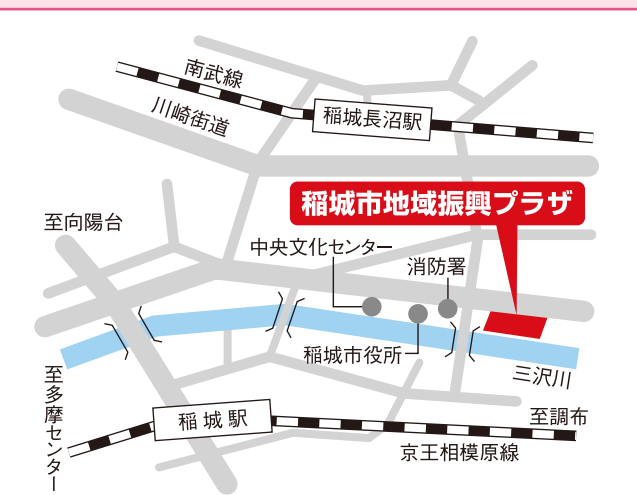 南武線
川崎街道
稲城長沼駅
稲城市地域振興プラザ
至向陽台
中央文化センター
消防署
稲城市役所
三沢川
至多摩センター
稲城駅
至調布
京王相模原線